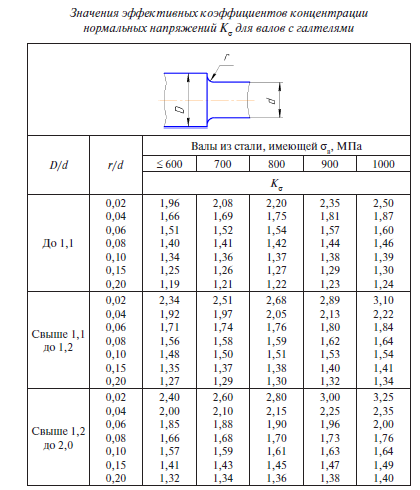 Значения эффективных коэффициентов концентрации
нормальных напряжений Kσ для валов с галтелями
r
D
d
D/d r/d Валы из стали, имеющей σв, МПа
≤ 600 700 800 900 1000
Kσ
До 1,1
0,02 1,96 2,08 2,20 2,35 2,50
0,04 1,66 1,69 1,75 1,81 1,87
0,06 1,51 1,52 1,54 1,57 1,60
0,08 1,40 1,41 1,42 1,44 1,46
0,10 1,34 1,36 1,37 1,38 1,39
0,15 1,25 1,26 1,27 1,29 1,30
0,20 1,19 1,21 1,22 1,23 1,24
Свыше 1,1
до 1,2
0,02 2,34 2,51 2,68 2,89 3,10
0,04 1,92 1,97 2,05 2,13 2,22
0,06 1,71 1,74 1,76 1,80 1,84
0,08 1,56 1,58 1,59 1,62 1,64
0,10 1,48 1,50 1,51 1,53 1,54
0,15 1,35 1,37 1,38 1,40 1,41
0,20 1,27 1,29 1,30 1,32 1,34
Свыше 1,2
до 2,0
0,02 2,40 2,60 2,80 3,00 3,25
0,04 2,00 2,10 2,15 2,25 2,35
0,06 1,85 1,88 1,90 1,96 2,00
0,08 1,66 1,68 1,70 1,73 1,76
0,10 1,57 1,59 1,61 1,63 1,64
0,15 1,41 1,43 1,45 1,47 1,49
0,20 1,32 1,34 1,36 1,38 1,40